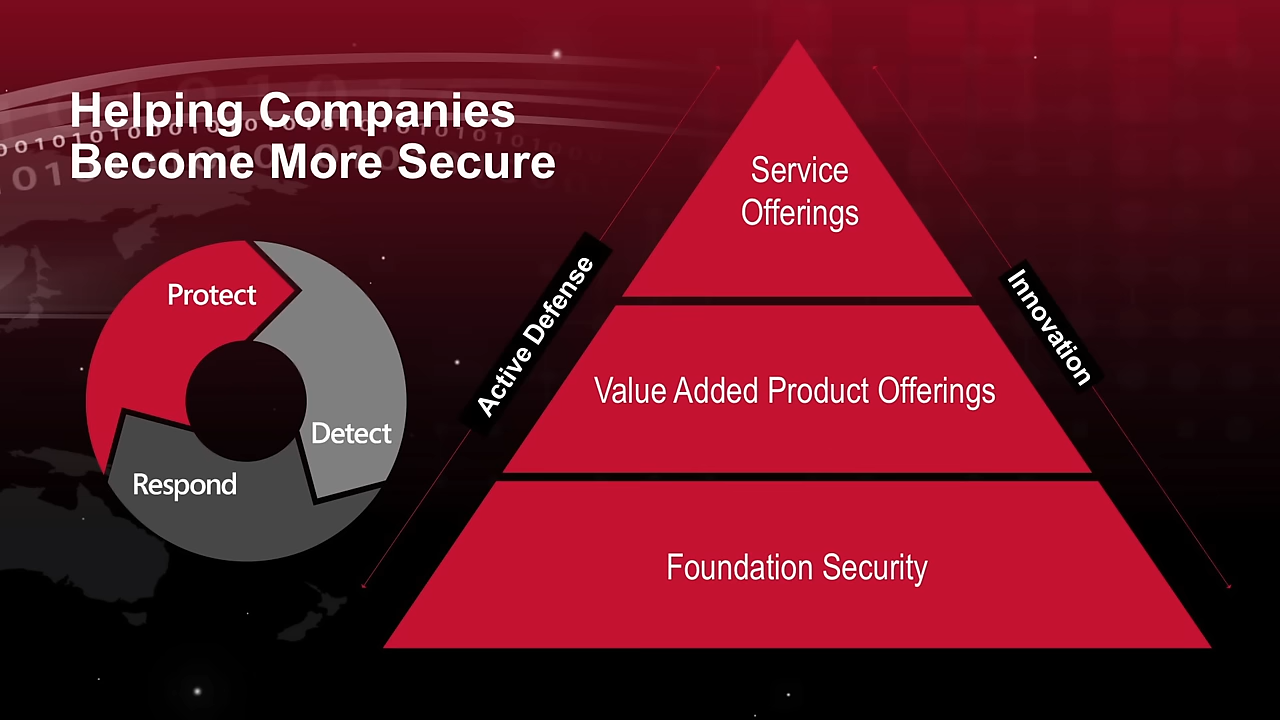 Helping Companies
Become More Secure
Protect
Detect
Respond
Active Defense
Service
Offerings
Value Added Product Offerings
Foundation Security
Innovation